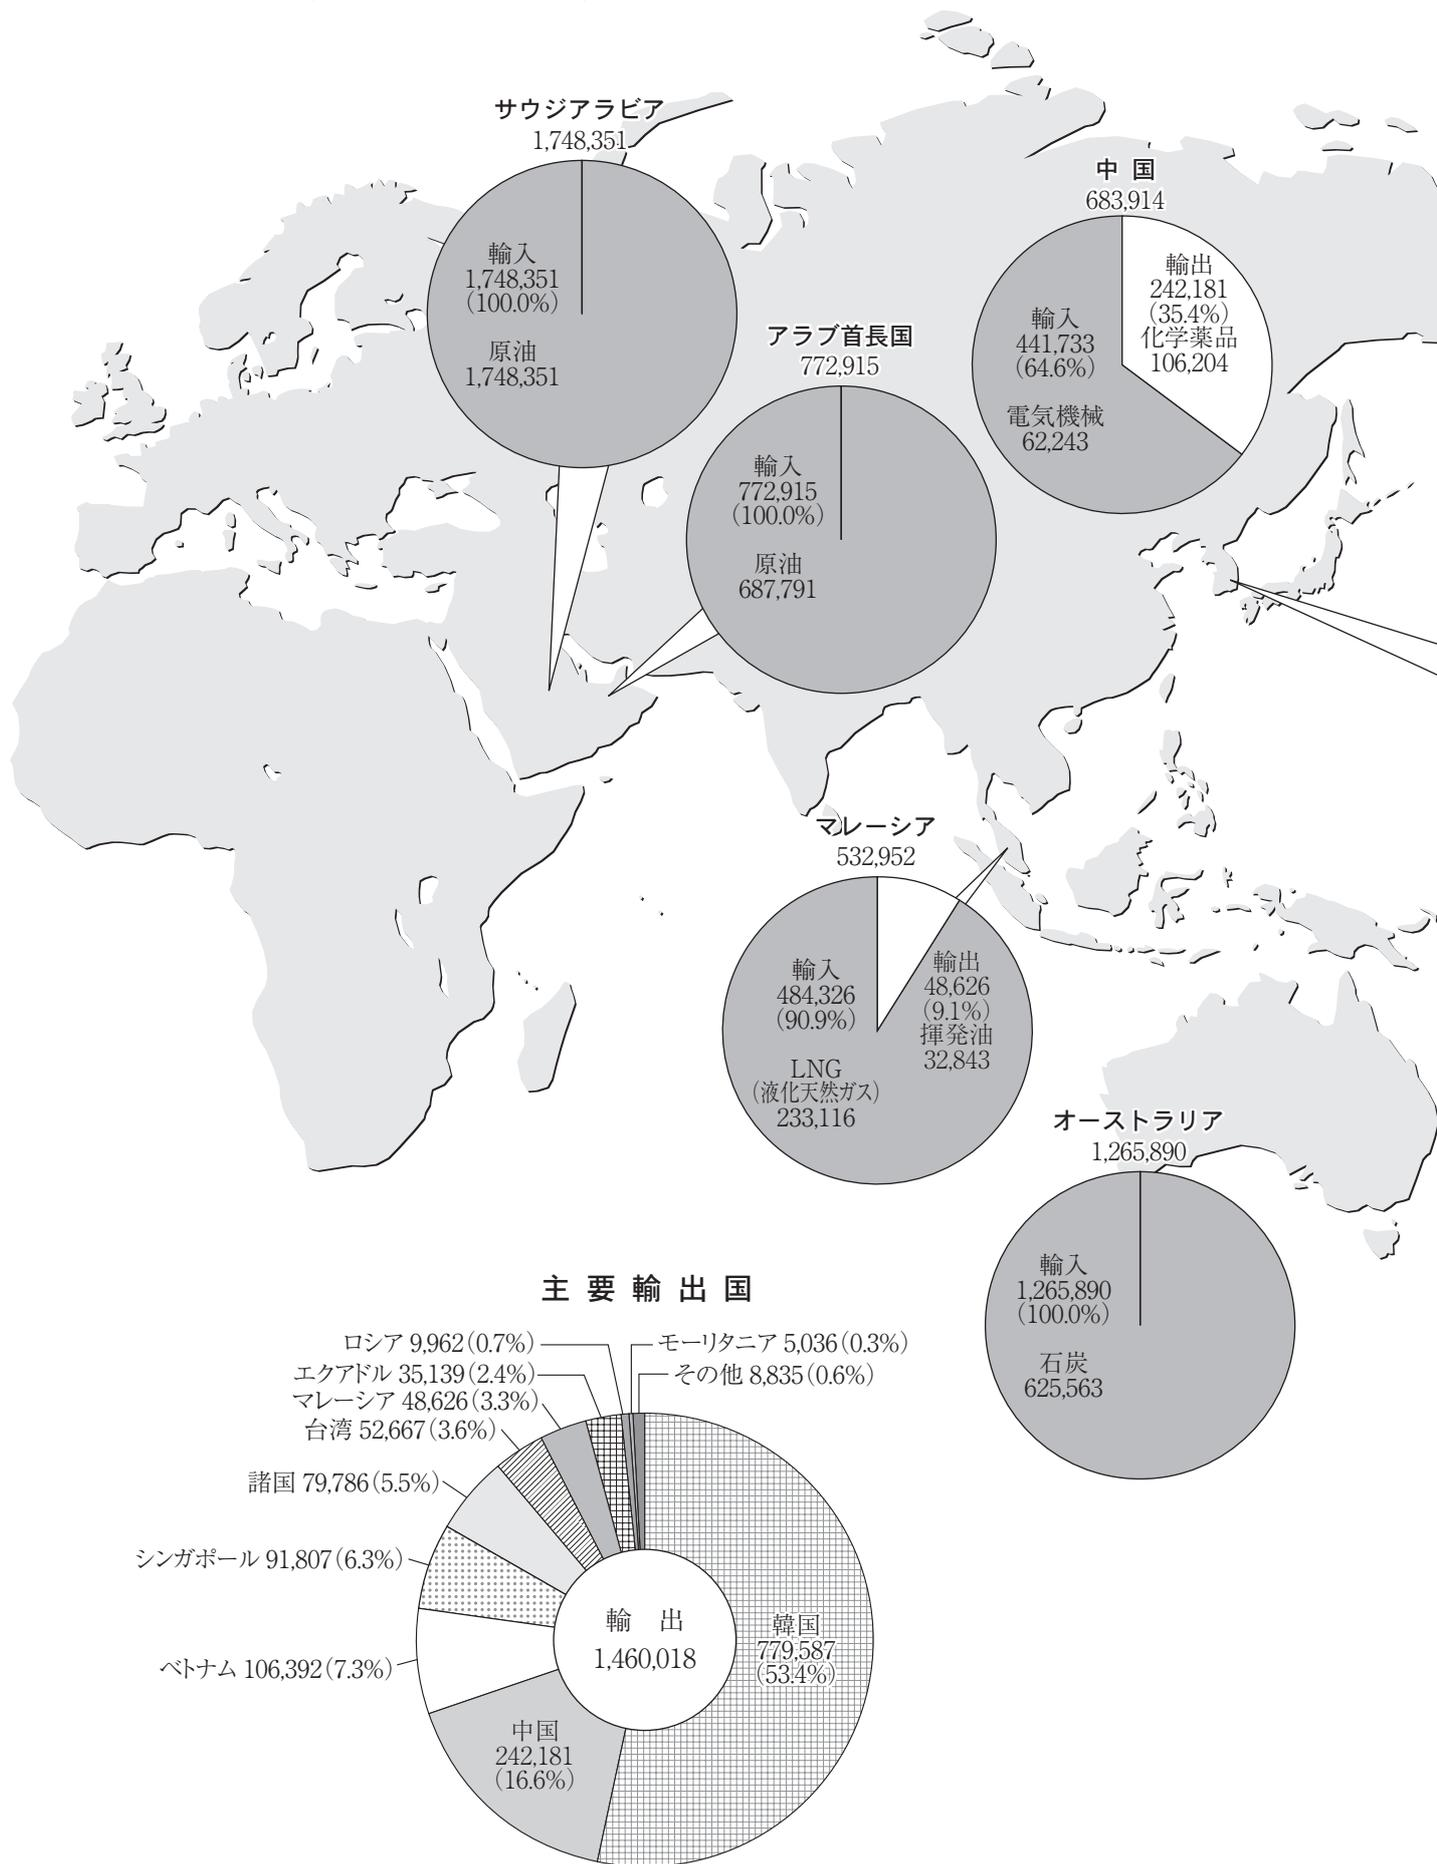 サウジアラビア
1,748,351
輸入
1,748,351
(100.0%)
原油
1,748,351
中国
683,914
輸出
242,181
(35.4%)
化学薬品
106,204
輸入
441,733
(64.6%)
電気機械
62,243
アラブ首長国
772,915
輸入
772,915
(100.0%)
原油
687,791
マレーシア
532,952
輸入
484,326
(90.9%)
LNG
(液化天然ガス)
233,116
輸出
48,626
(9.1%)
揮発油
32,843
オーストラリア
1,265,890
輸入
1,265,890
(100.0%)
石炭
625,563
主要輸出国
ロシア 9,962(0.7%)
モーリタニア 5,036(0.3%)
エクアドル 35,139(2.4%)
その他 8,835(0.6%)
マレーシア 48,626(3.3%)
台湾 52,667(3.6%)
諸国 79,786(5.5%)
シンガポール 91,807(6.3%)
ベトナム 106,392(7.3%)
輸出
1,460,018
韓国
779,587
(53.4%)
中国
242,181
(16.6%)